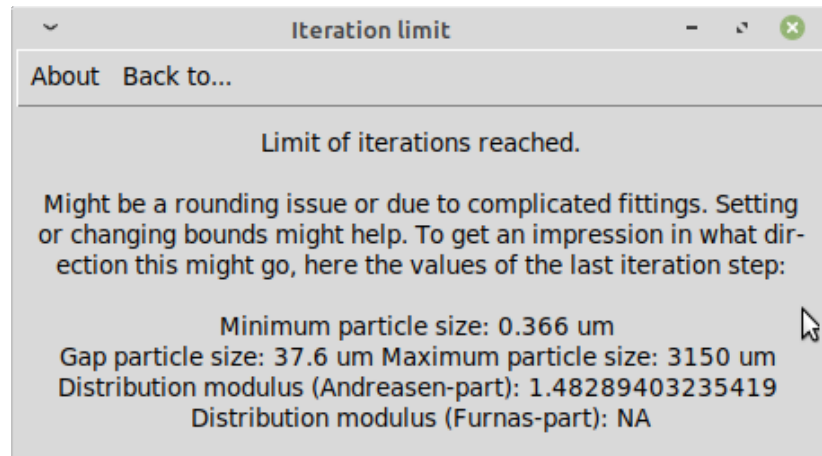 Iteration limit
About Back to...
Limit of iterations reached.
Might be a rounding issue or due to complicated fittings. Setting
or changing bounds might help. To get an impression in what dir-
ection this might go, here the values of the last iteration step:
Minimum particle size: 0.366 um
Gap particle size: 37.6 um Maximum particle size: 3150 um
Distribution modulus (Andreasen-part): 1.48289403235419
Distribution modulus (Furnas-part): NA